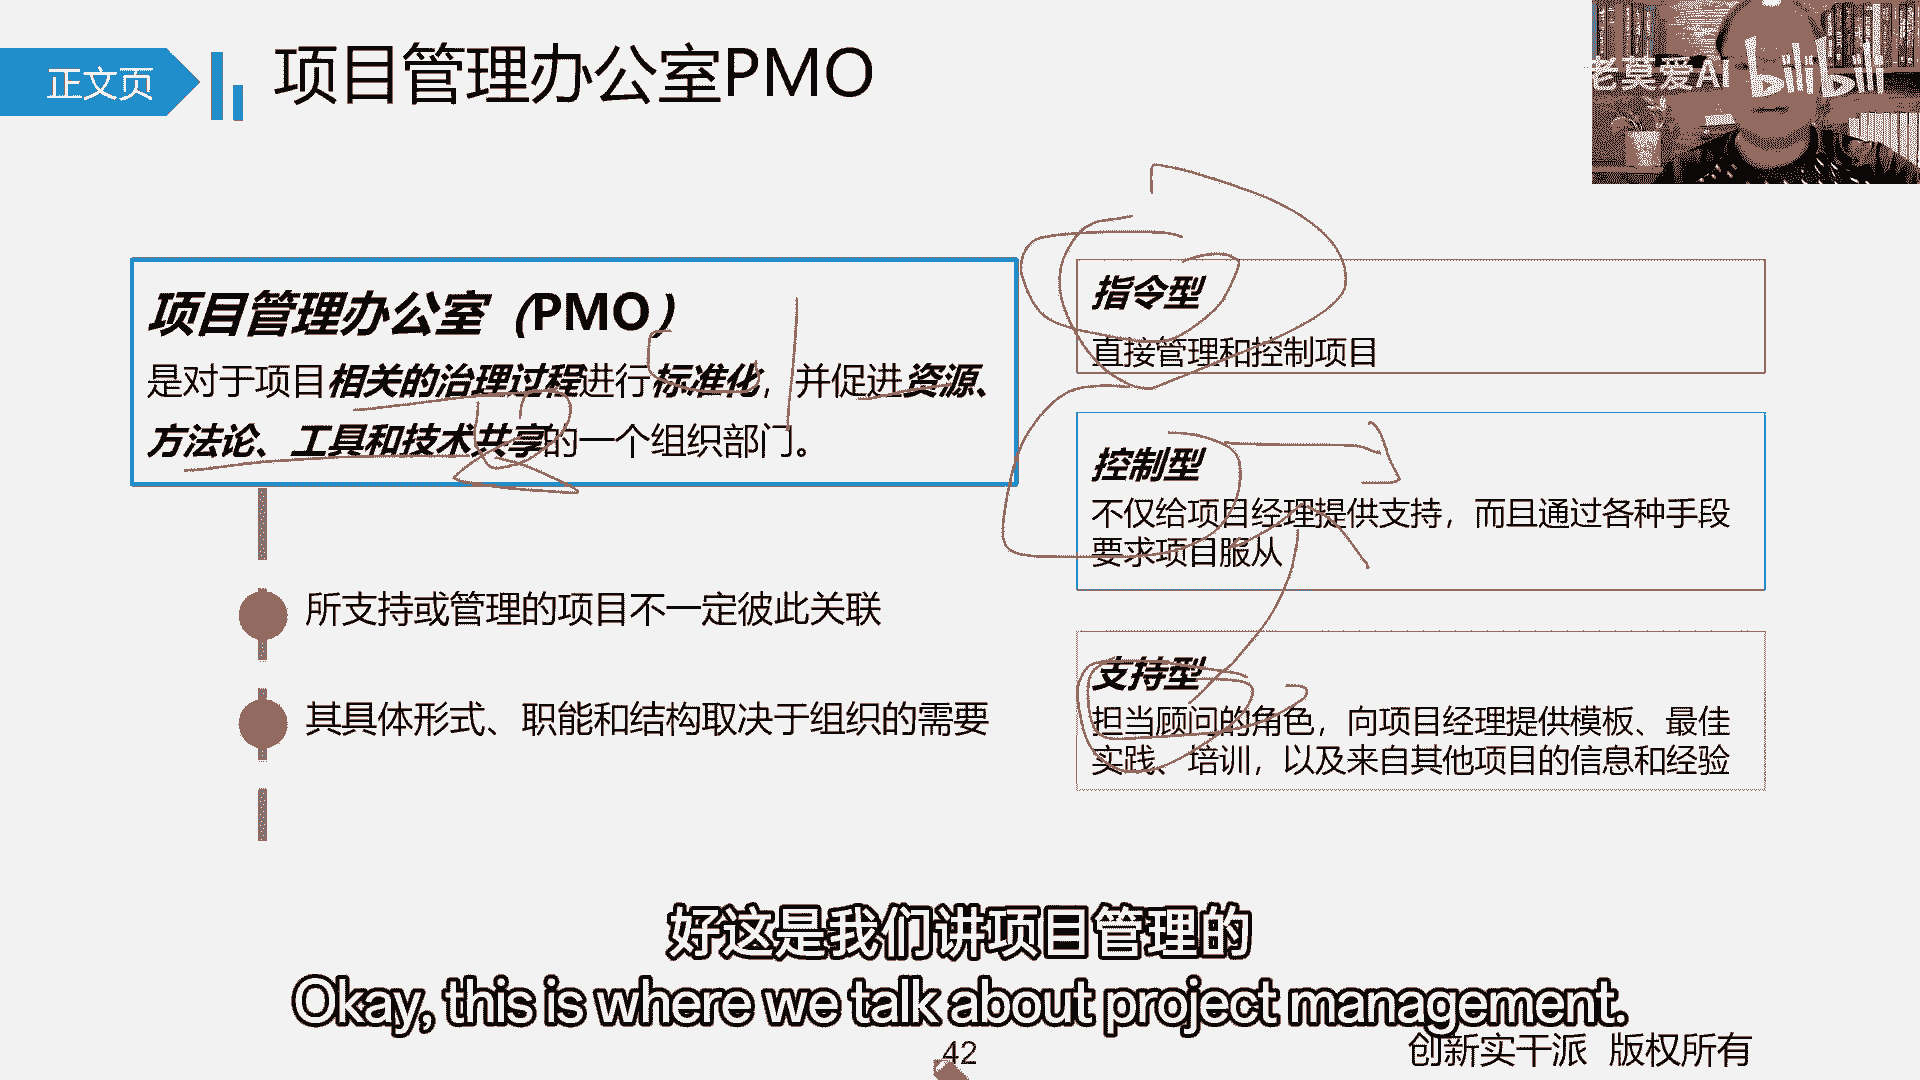 正文页
项目管理办公室PMO
老莫爱AI bilibili
项目管理办公室（PMO）
是对于项目相关的治理过程进行标准化，并促进资源、
方法论、工具和技术共享的一个组织部门。
所支持或管理的项目不一定彼此关联
其具体形式、职能和结构取决于组织的需要
指令型
直接管理和控制项目
控制型
不仅给项目经理提供支持，而且通过各种手段
要求项目服从
支持型
担当顾问的角色，向项目经理提供模板、最佳
实践、培训，以及来自其他项目的信息和经验
好这是我们讲项目管理的
Okay, this is where we talk about project management.
42
创新实干派 版权所有